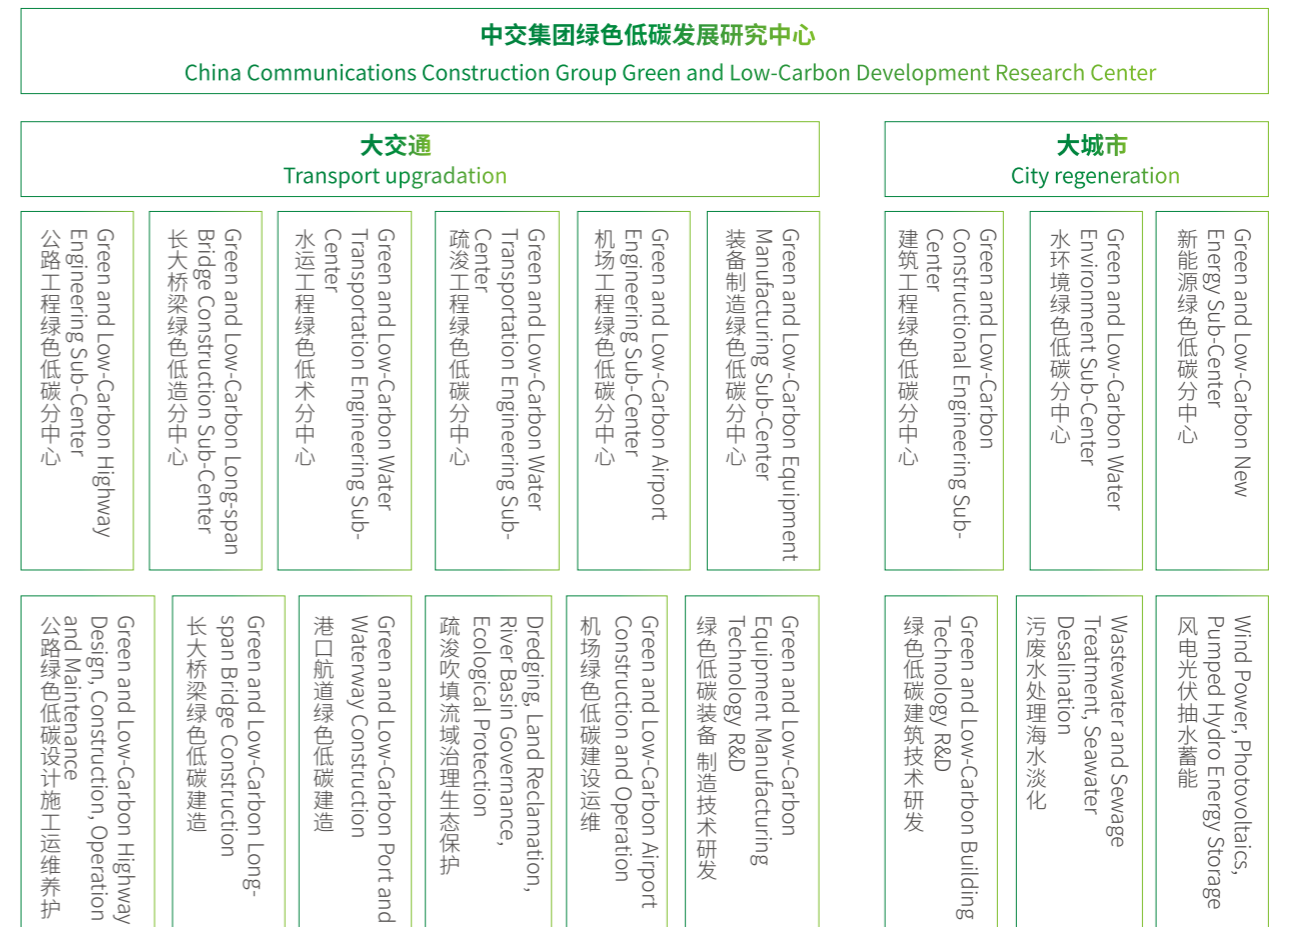 中交集团绿色低碳发展研究中心
China Communications Construction Group Green and Low-Carbon Development Research Center
大交通
Transport upgradation
大城市
City regeneration
公路工程绿色低碳分中心
Green and Low-Carbon Highway
Engineering Sub-Center
长大桥梁绿色低造分中心
Green and Low-Carbon Long-span
Bridge Construction Sub-Center
水运工程绿色低术分中心
Green and Low-Carbon Water
Transportation Engineering Sub-
Center
疏浚工程绿色低碳分中心
Green and Low-Carbon Water
Transportation Engineering Sub-
Center
机场工程绿色低碳分中心
Green and Low-Carbon Airport
Engineering Sub-Center
装备制造绿色低碳分中心
Green and Low-Carbon Equipment
Manufacturing Sub-Center
建筑工程绿色低碳分中心
Green and Low-Carbon
Constructional Engineering Sub-
Center
水环境绿色低碳分中心
Green and Low-Carbon Water
Environment Sub-Center
新能源绿色低碳分中心
Green and Low-Carbon New
Energy Sub-Center
公路绿色低碳设计施工运维养护
Green and Low-Carbon Highway
Design, Construction, Operation
and Maintenance
长大桥梁绿色低碳建造
Green and Low-Carbon Long-
span Bridge Construction
港口航道绿色低碳建造
Green and Low-Carbon Port and
Waterway Construction
疏浚吹填流域治理生态保护
Dredging, Land Reclamation,
River Basin Governance,
Ecological Protection
机场绿色低碳建设运维
Green and Low-Carbon Airport
Construction and Operation
绿色低碳装备 制造技术研发
Green and Low-Carbon
Equipment Manufacturing
Technology R&D
绿色低碳建筑技术研发
Green and Low-Carbon Building
Technology R&D
污废水处理海水淡化
Wastewater and Sewage
Treatment, Seawater
Desalination
风电光伏抽水蓄能
Wind Power, Photovoltaics,
Pumped Hydro Energy Storage